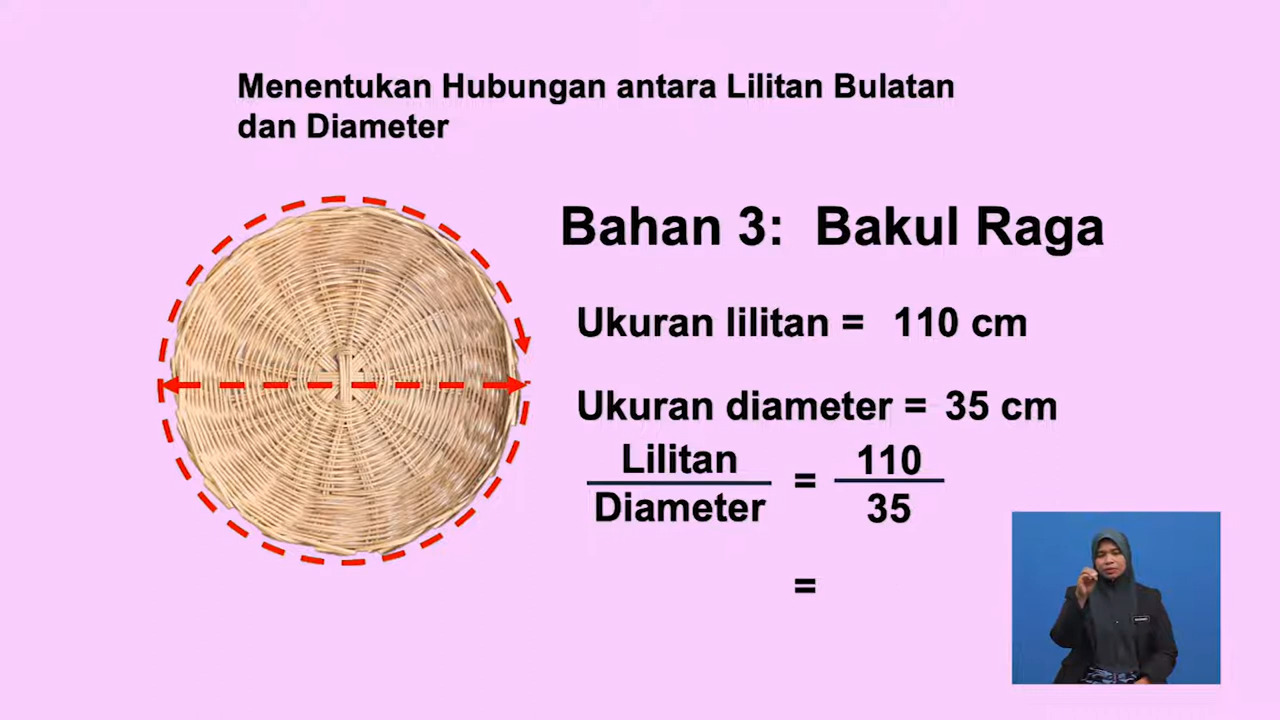 Menentukan Hubungan antara Lilitan Bulatan
dan Diameter
Bahan 3: Bakul Raga
Ukuran lilitan = 110 cm
Ukuran diameter = 35 cm
Lilitan
Diameter
=
110
35
=